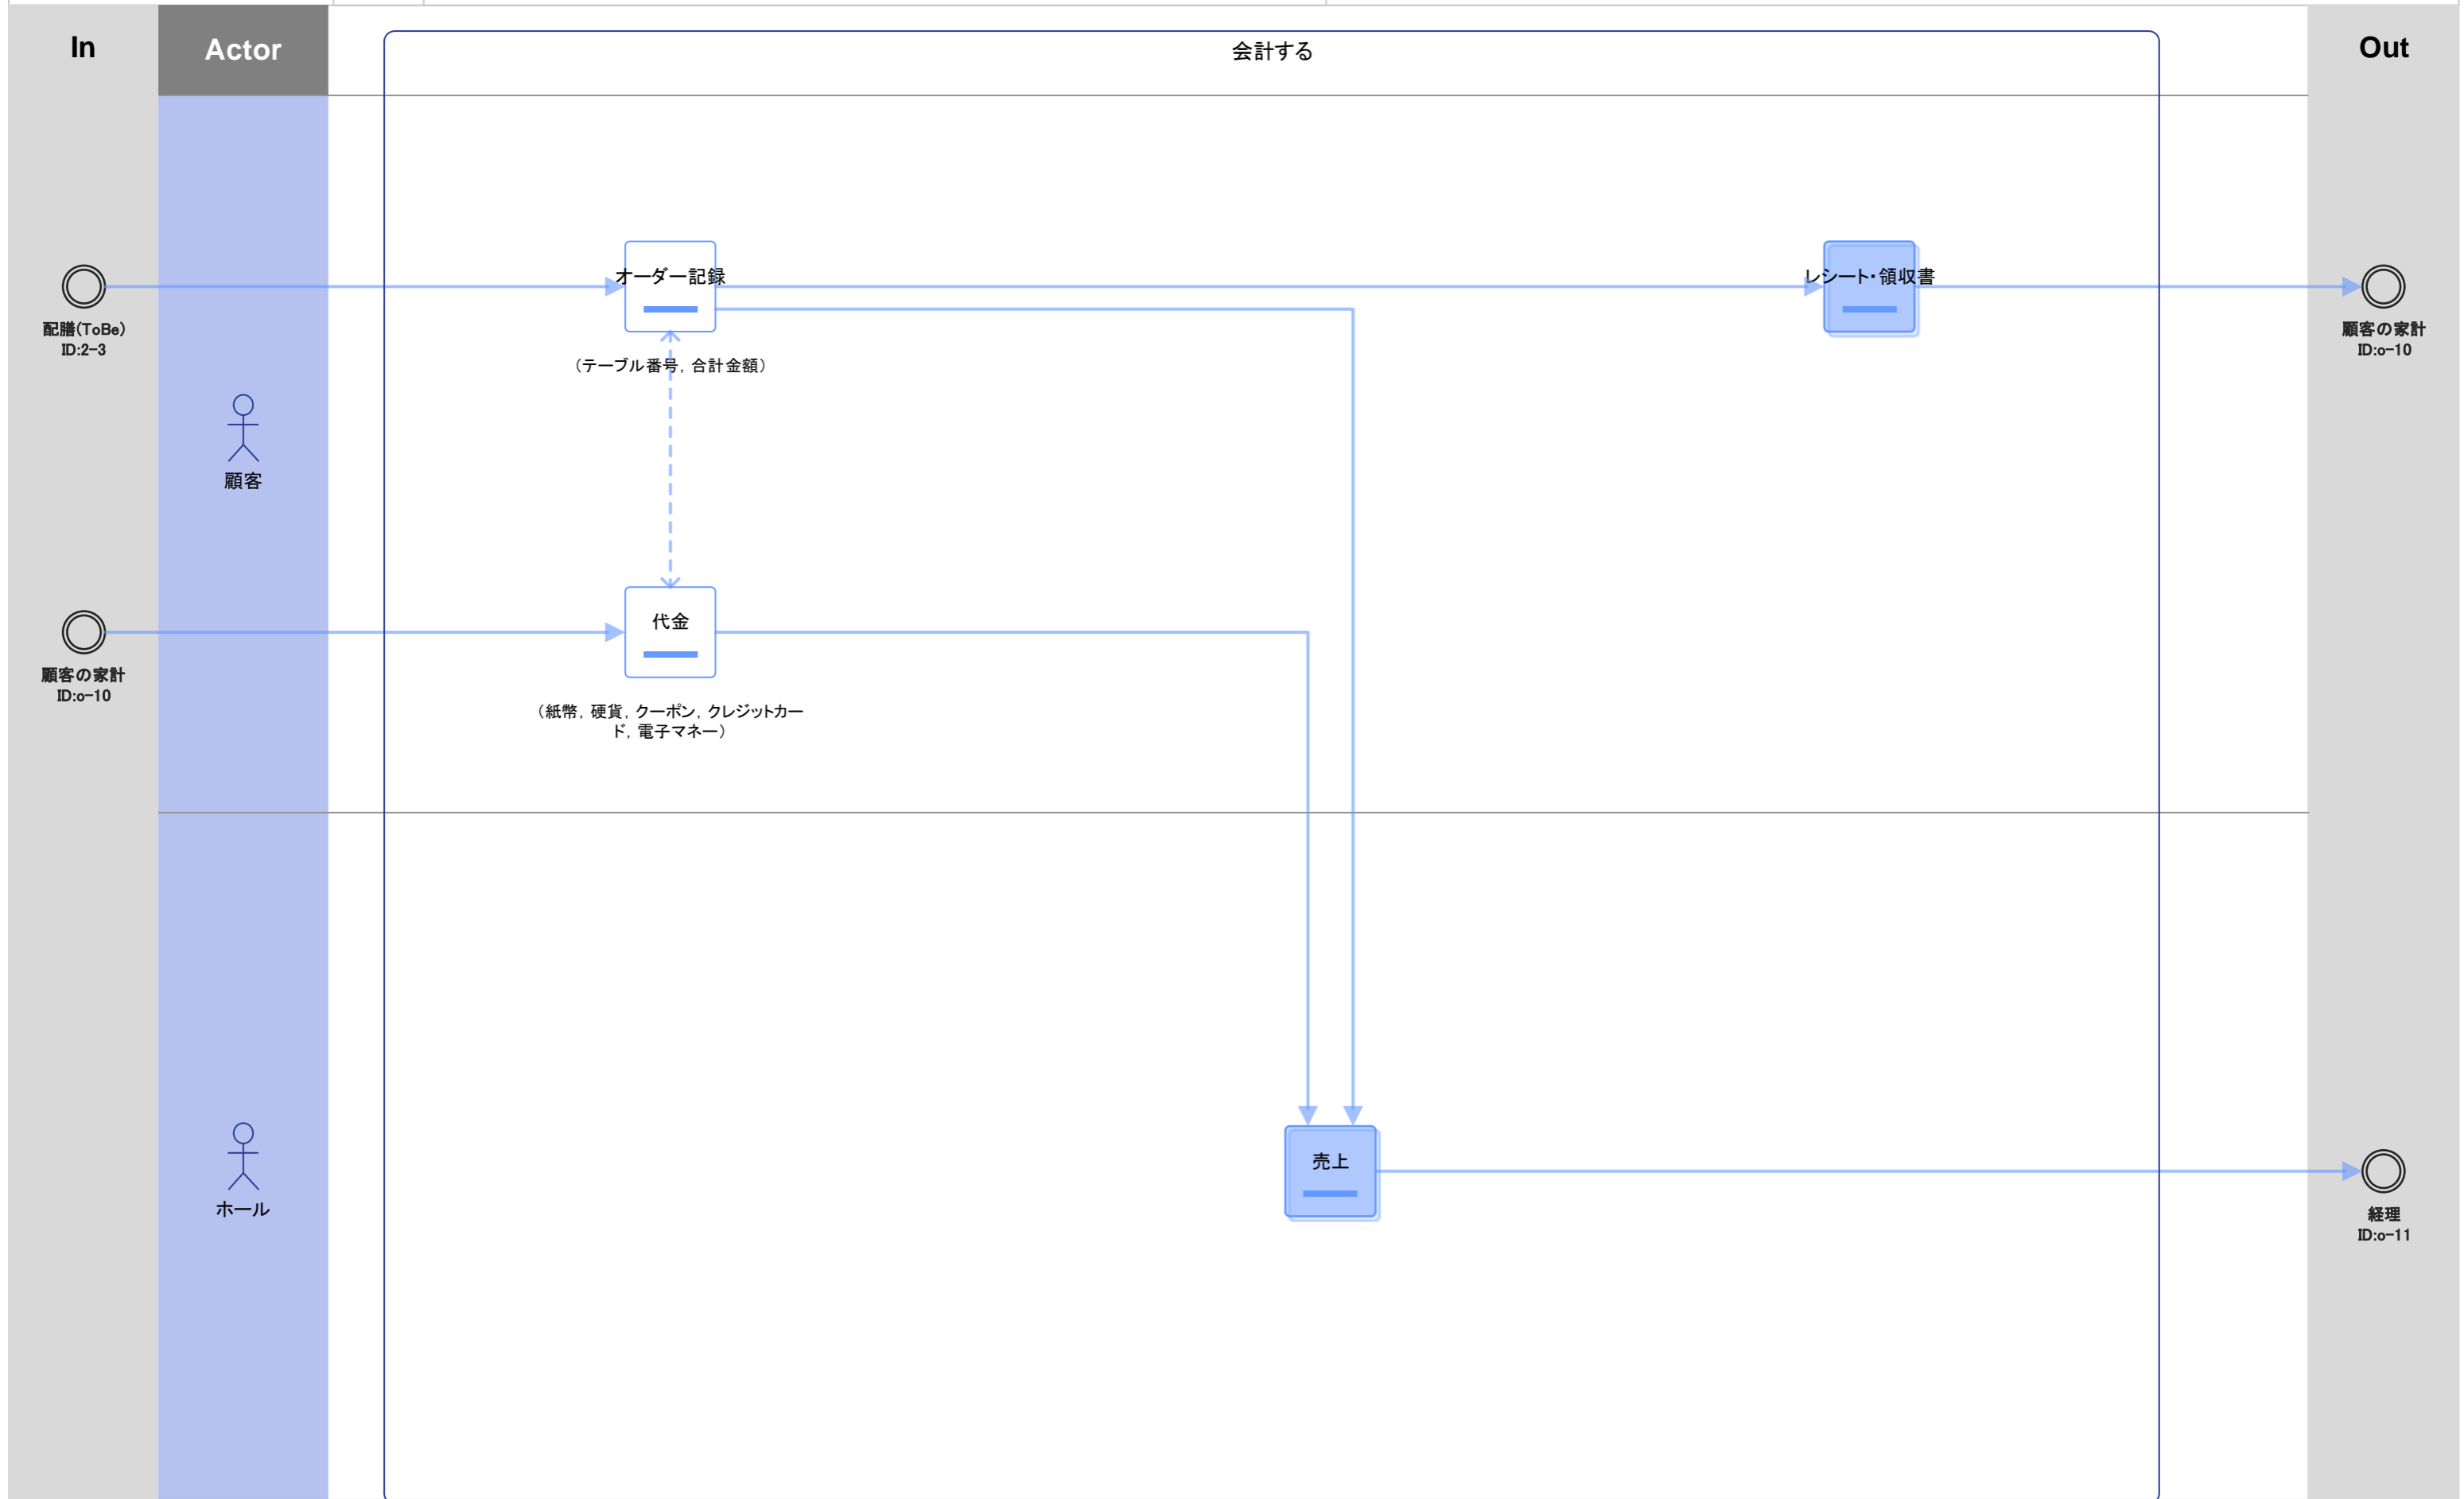 In
Actor
会計する
Out
オーダー記録
レシート・領収書
配膳(ToBe)
ID:2-3
顧客の家計
ID:o-10
（テーブル番号, 合計金額）
顧客
代金
顧客の家計
ID:o-10
（紙幣, 硬貨, クーポン, クレジットカー
ド, 電子マネー）
売上
ホール
経理
ID:o-11